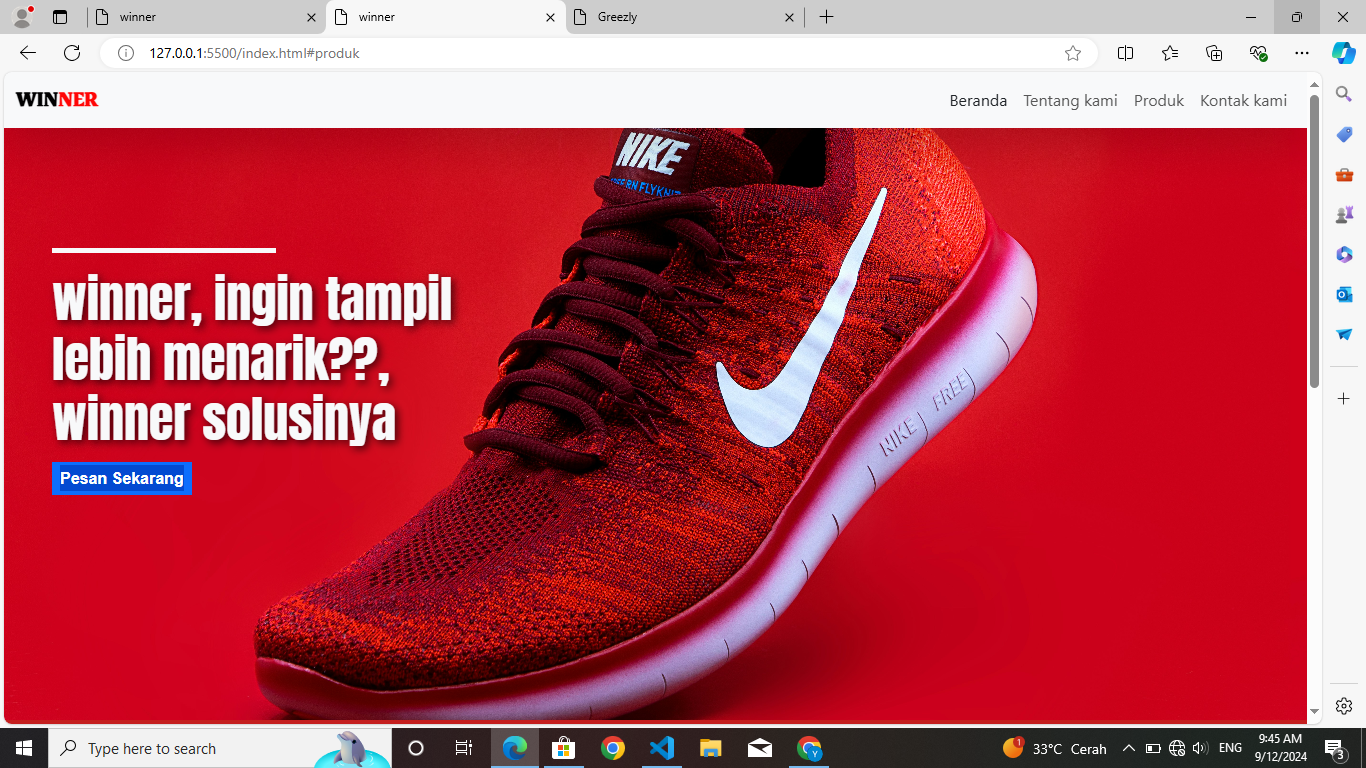 winner
winner
Greezly
127.0.0.1:5500/index.html#produk
WINNER
Beranda
Tentang kami
Produk
Kontak kami
NIKE
winner, ingin tampil
lebih menarik??,
winner solusinya
Pesan Sekarang
NIKE FREE
Type here to search
1
33°C Cerah
ENG
9:45 AM
9/12/2024
3
Y